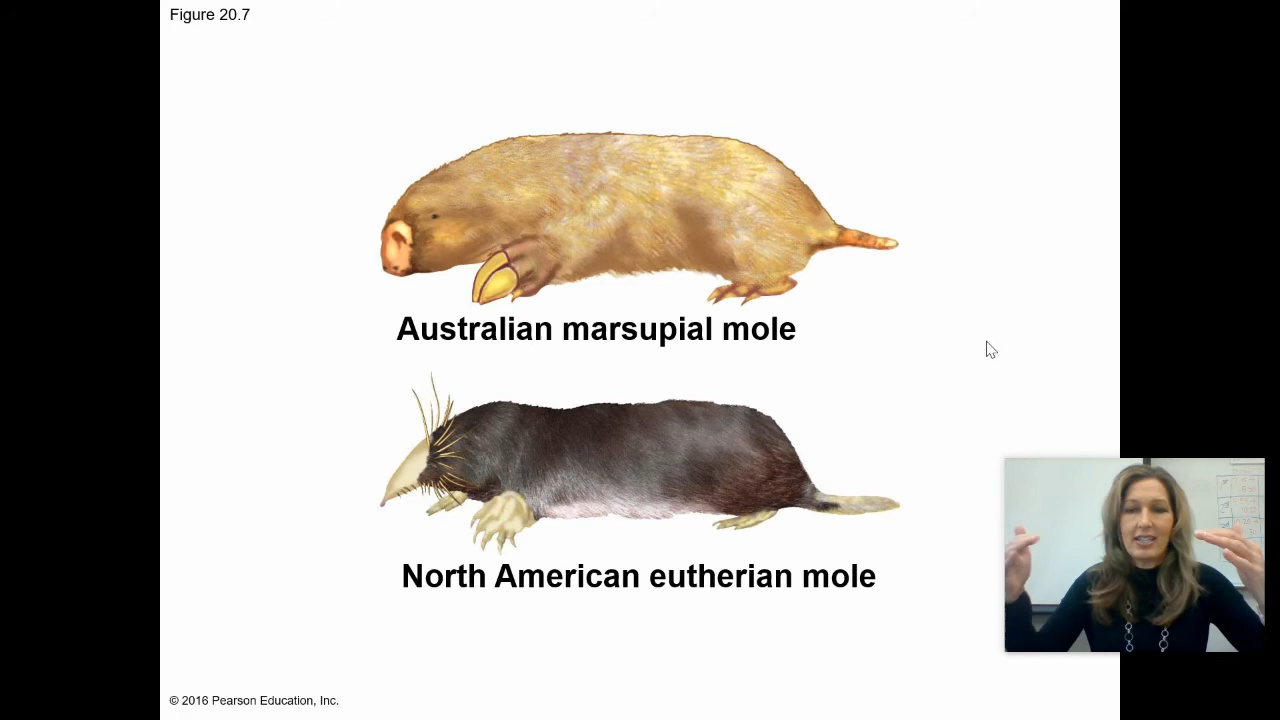 Figure 20.7
Australian marsupial mole
North American eutherian mole
© 2016 Pearson Education, Inc.